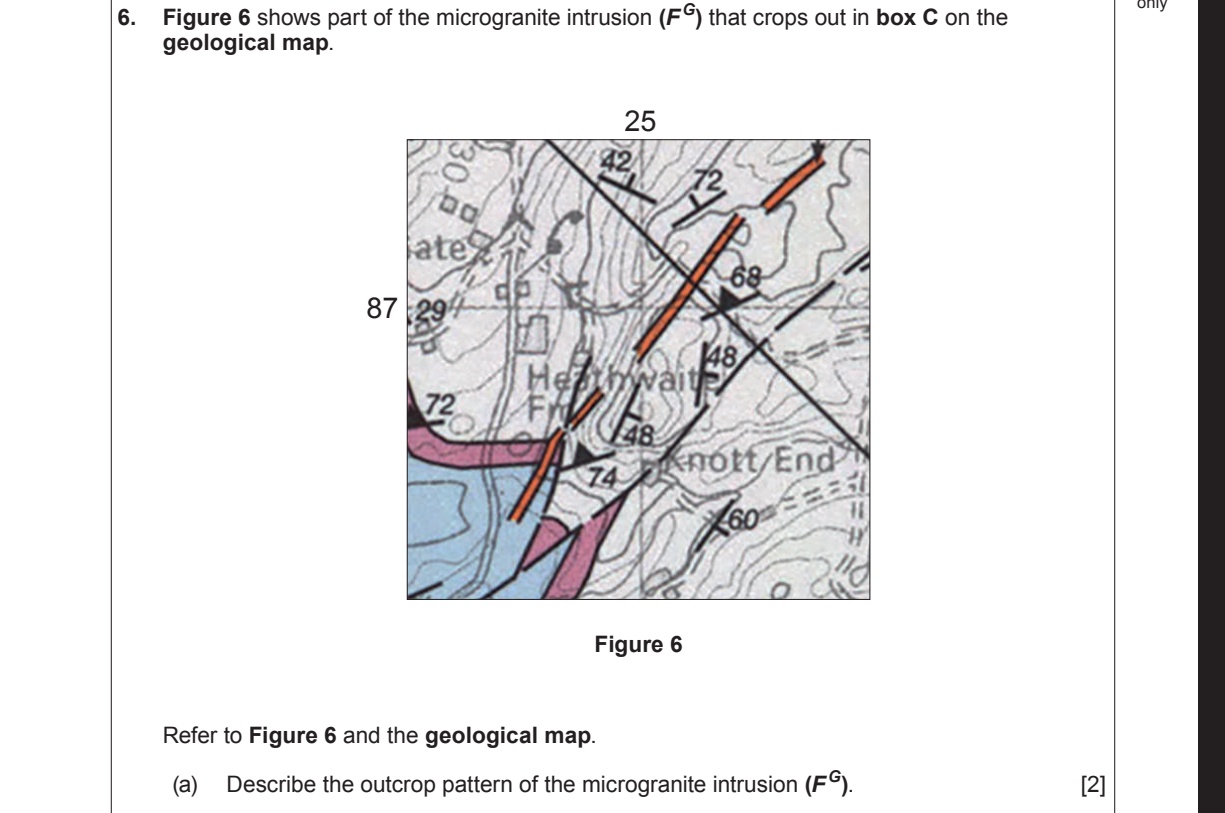 only
6. Figure 6 shows part of the microgranite intrusion (F^G) that crops out in box C on the
geological map.
25
30
42
72
ate
68
87
29
48
Heathwaite
Fm
72
48
Knott End
74
60
Figure 6
Refer to Figure 6 and the geological map.
(a) Describe the outcrop pattern of the microgranite intrusion (F^G). [2]